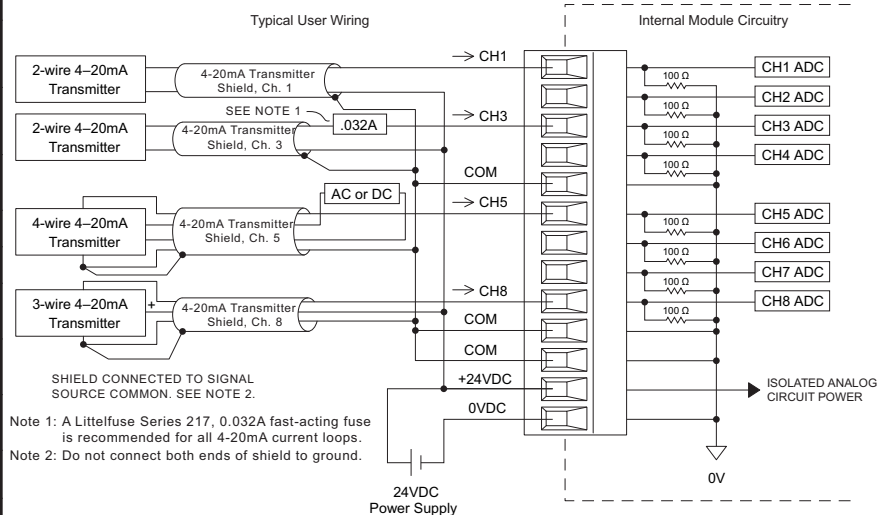 Typical User Wiring
Internal Module Circuitry
2-wire 4–20mA
Transmitter
4-20mA Transmitter
Shield, Ch. 1
CH1
100 Ω
CH1 ADC
SEE NOTE 1
.032A
100 Ω
CH2 ADC
2-wire 4–20mA
Transmitter
4-20mA Transmitter
Shield, Ch. 3
CH3
100 Ω
CH3 ADC
100 Ω
CH4 ADC
COM
AC or DC
4-wire 4–20mA
Transmitter
4-20mA Transmitter
Shield, Ch. 5
CH5
100 Ω
CH5 ADC
100 Ω
CH6 ADC
100 Ω
CH7 ADC
3-wire 4–20mA
Transmitter
+
4-20mA Transmitter
Shield, Ch. 8
CH8
100 Ω
CH8 ADC
COM
COM
+24VDC
0VDC
ISOLATED ANALOG
CIRCUIT POWER
0V
SHIELD CONNECTED TO SIGNAL
SOURCE COMMON. SEE NOTE 2.
Note 1: A Littelfuse Series 217, 0.032A fast-acting fuse
is recommended for all 4-20mA current loops.
Note 2: Do not connect both ends of shield to ground.
24VDC
Power Supply